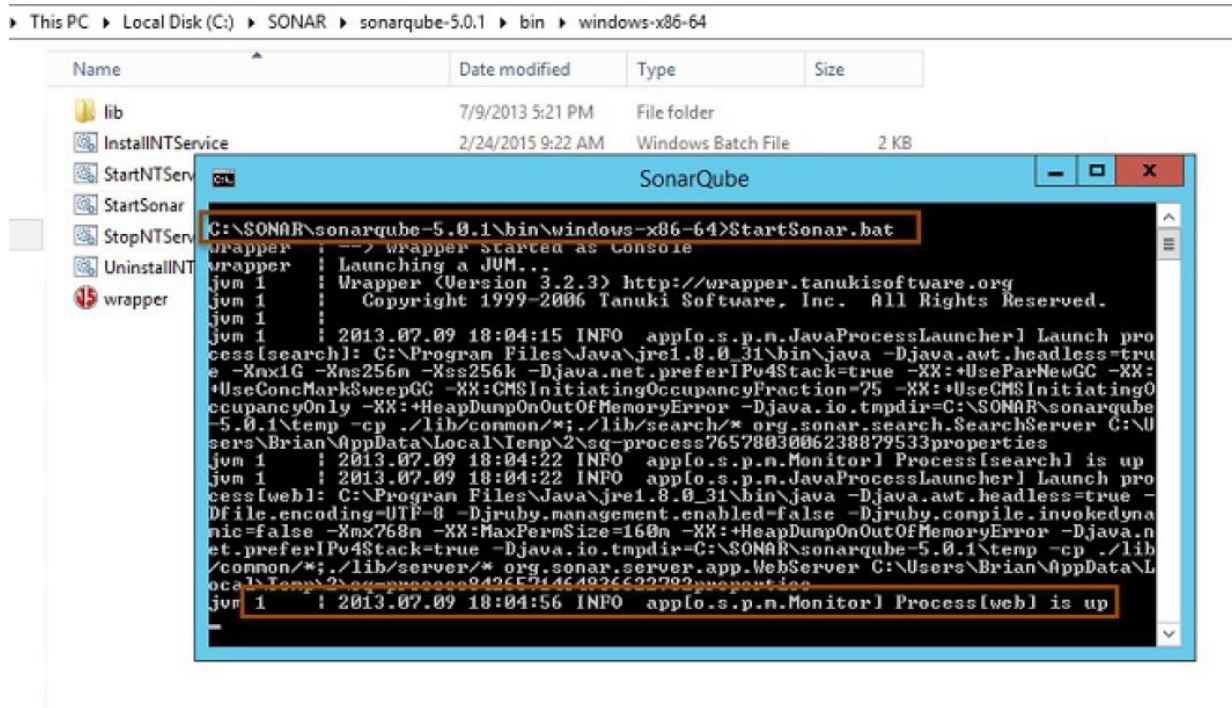 This PC ▸ Local Disk (C:) ▸ SONAR ▸ sonarqube-5.0.1 ▸ bin ▸ windows-x86-64
Name Date modified Type Size
lib 7/9/2013 5:21 PM File folder
InstallNTService 2/24/2015 9:22 AM Windows Batch File 2 KB
StartNTServ
StartSonar
StopNTServ
UninstallNT
wrapper
SonarQube
C:\SONAR\sonarqube-5.0.1\bin\windows-x86-64>StartSonar.bat
wrapper | --> Wrapper Started as Console
wrapper | Launching a JVM...
jvm 1 | Wrapper (Version 3.2.3) http://wrapper.tanukisoftware.org
jvm 1 | Copyright 1999-2006 Tanuki Software, Inc. All Rights Reserved.
jvm 1 |
jvm 1 | 2013.07.09 18:04:15 INFO app[o.s.p.m.JavaProcessLauncher] Launch pro
cess[search]: C:\Program Files\Java\jre1.8.0_31\bin\java -Djava.awt.headless=tru
e -Xmx1G -Xms256m -Xss256k -Djava.net.preferIPv4Stack=true -XX:+UseParNewGC -XX:
+UseConcMarkSweepGC -XX:CMSInitiatingOccupancyFraction=75 -XX:+UseCMSInitiatingO
ccupancyOnly -XX:+HeapDumpOnOutOfMemoryError -Djava.io.tmpdir=C:\SONAR\sonarqube
-5.0.1\temp -cp ./lib/common/*;./lib/search/* org.sonar.search.SearchServer C:\U
sers\Brian\AppData\Local\Temp\2\sq-process7657803006238879533properties
jvm 1 | 2013.07.09 18:04:22 INFO app[o.s.p.m.Monitor] Process[search] is up
jvm 1 | 2013.07.09 18:04:22 INFO app[o.s.p.m.JavaProcessLauncher] Launch pro
cess[web]: C:\Program Files\Java\jre1.8.0_31\bin\java -Djava.awt.headless=true -
Dfile.encoding=UTF-8 -Djruby.management.enabled=false -Djruby.compile.invokedyna
mic=false -Xmx768m -XX:MaxPermSize=160m -XX:+HeapDumpOnOutOfMemoryError -Djava.n
et.preferIPv4Stack=true -Djava.io.tmpdir=C:\SONAR\sonarqube-5.0.1\temp -cp ./lib
/common/*;./lib/server/* org.sonar.server.app.WebServer C:\Users\Brian\AppData\L
jvm 1 | 2013.07.09 18:04:56 INFO app[o.s.p.m.Monitor] Process[web] is up